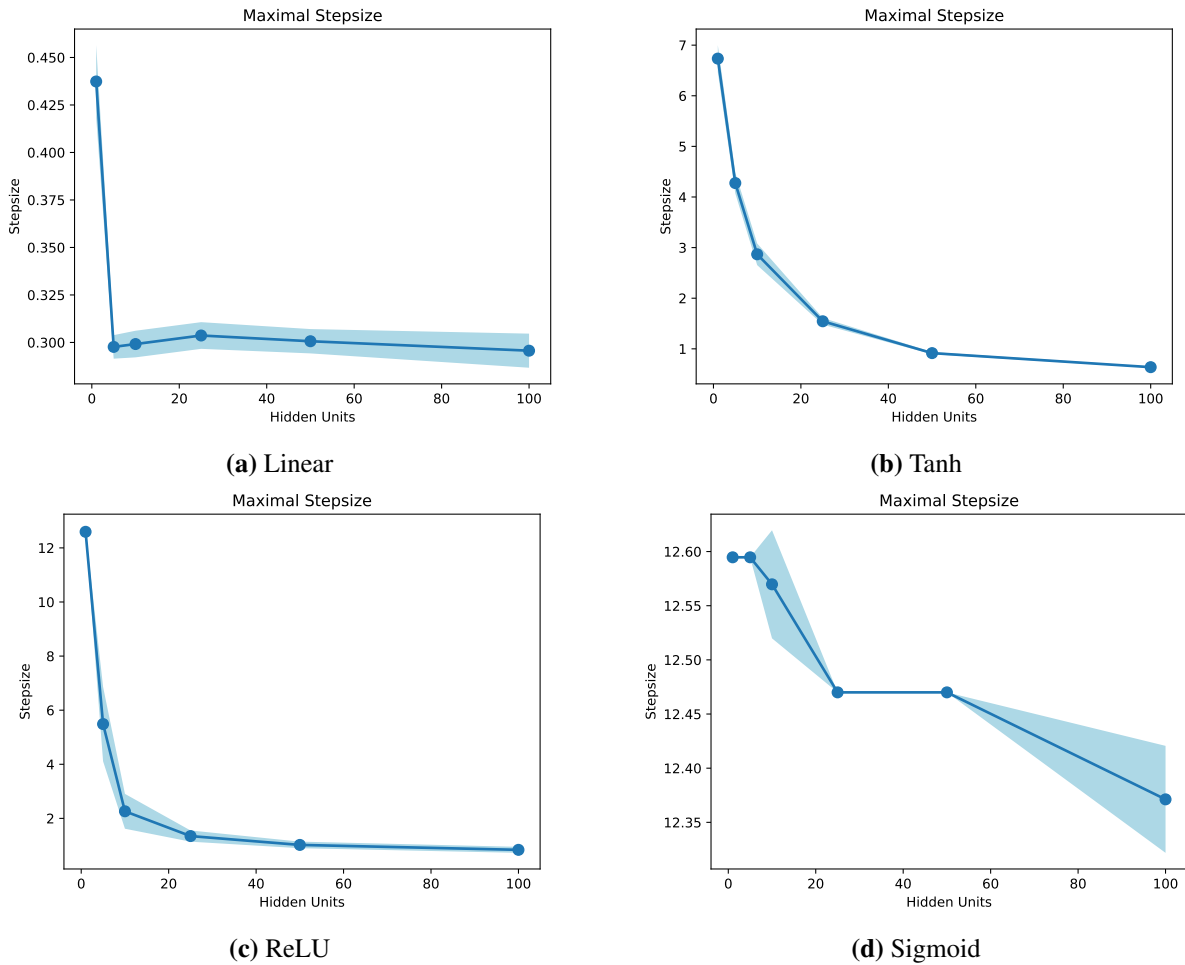 Maximal Stepsize
0.450
0.425
0.400
0.375
0.350
0.325
0.300
Stepsize
0 20 40 60 80 100
Hidden Units
(a) Linear
Maximal Stepsize
7
6
5
4
3
2
1
Stepsize
0 20 40 60 80 100
Hidden Units
(b) Tanh
Maximal Stepsize
12
10
8
6
4
2
Stepsize
0 20 40 60 80 100
Hidden Units
(c) ReLU
Maximal Stepsize
12.60
12.55
12.50
12.45
12.40
12.35
Stepsize
0 20 40 60 80 100
Hidden Units
(d) Sigmoid